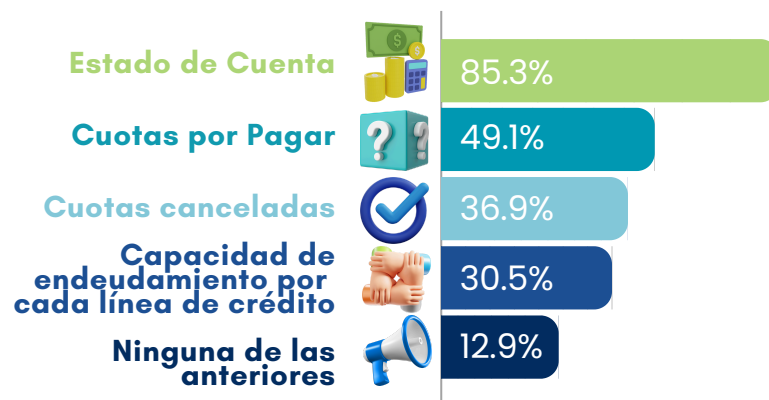 Estado de Cuenta
85.3%
Cuotas por Pagar
49.1%
Cuotas canceladas
36.9%
Capacidad de
endeudamiento por
cada línea de crédito
30.5%
Ninguna de las
anteriores
12.9%